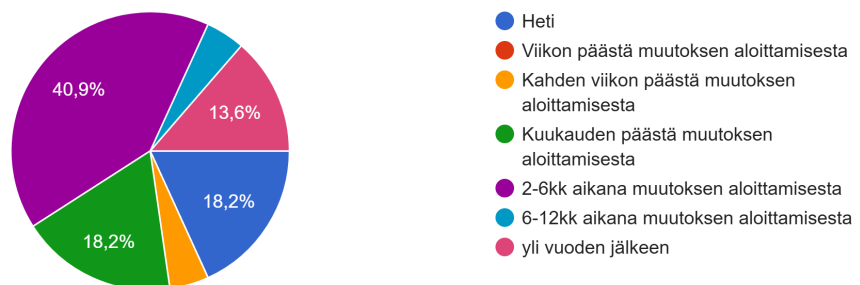 40,9%
13,6%
18,2%
18,2%
Heti
Viikon päästä muutoksen aloittamisesta
Kahden viikon päästä muutoksen
aloittamisesta
Kuukauden päästä muutoksen
aloittamisesta
2-6kk aikana muutoksen aloittamisesta
6-12kk aikana muutoksen aloittamisesta
yli vuoden jälkeen